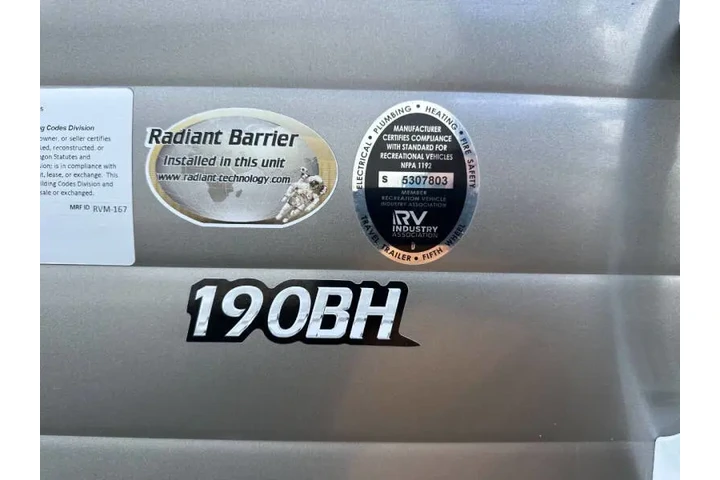 ng Codes Division
owner, or seller certifies
ked, reconstructed, or
gon Statutes and
ion; is in compliance with
t, lease, or exchange. This
ilding Codes Division and
sale or exchanged.
MRF ID RVM-167
Radiant Barrier
Installed in this unit
www.radiant-technology.com
ELECTRICAL • PLUMBING • HEATING • FIRE SAFETY
MANUFACTURER
CERTIFIES COMPLIANCE
WITH STANDARD FOR
RECREATIONAL VEHICLES
NFPA 1192
S 5307803
MEMBER
RECREATION VEHICLE
INDUSTRY ASSOCIATION
RV
INDUSTRY
ASSOCIATION
TRAVEL TRAILER • FIFTH WHEEL
190BH